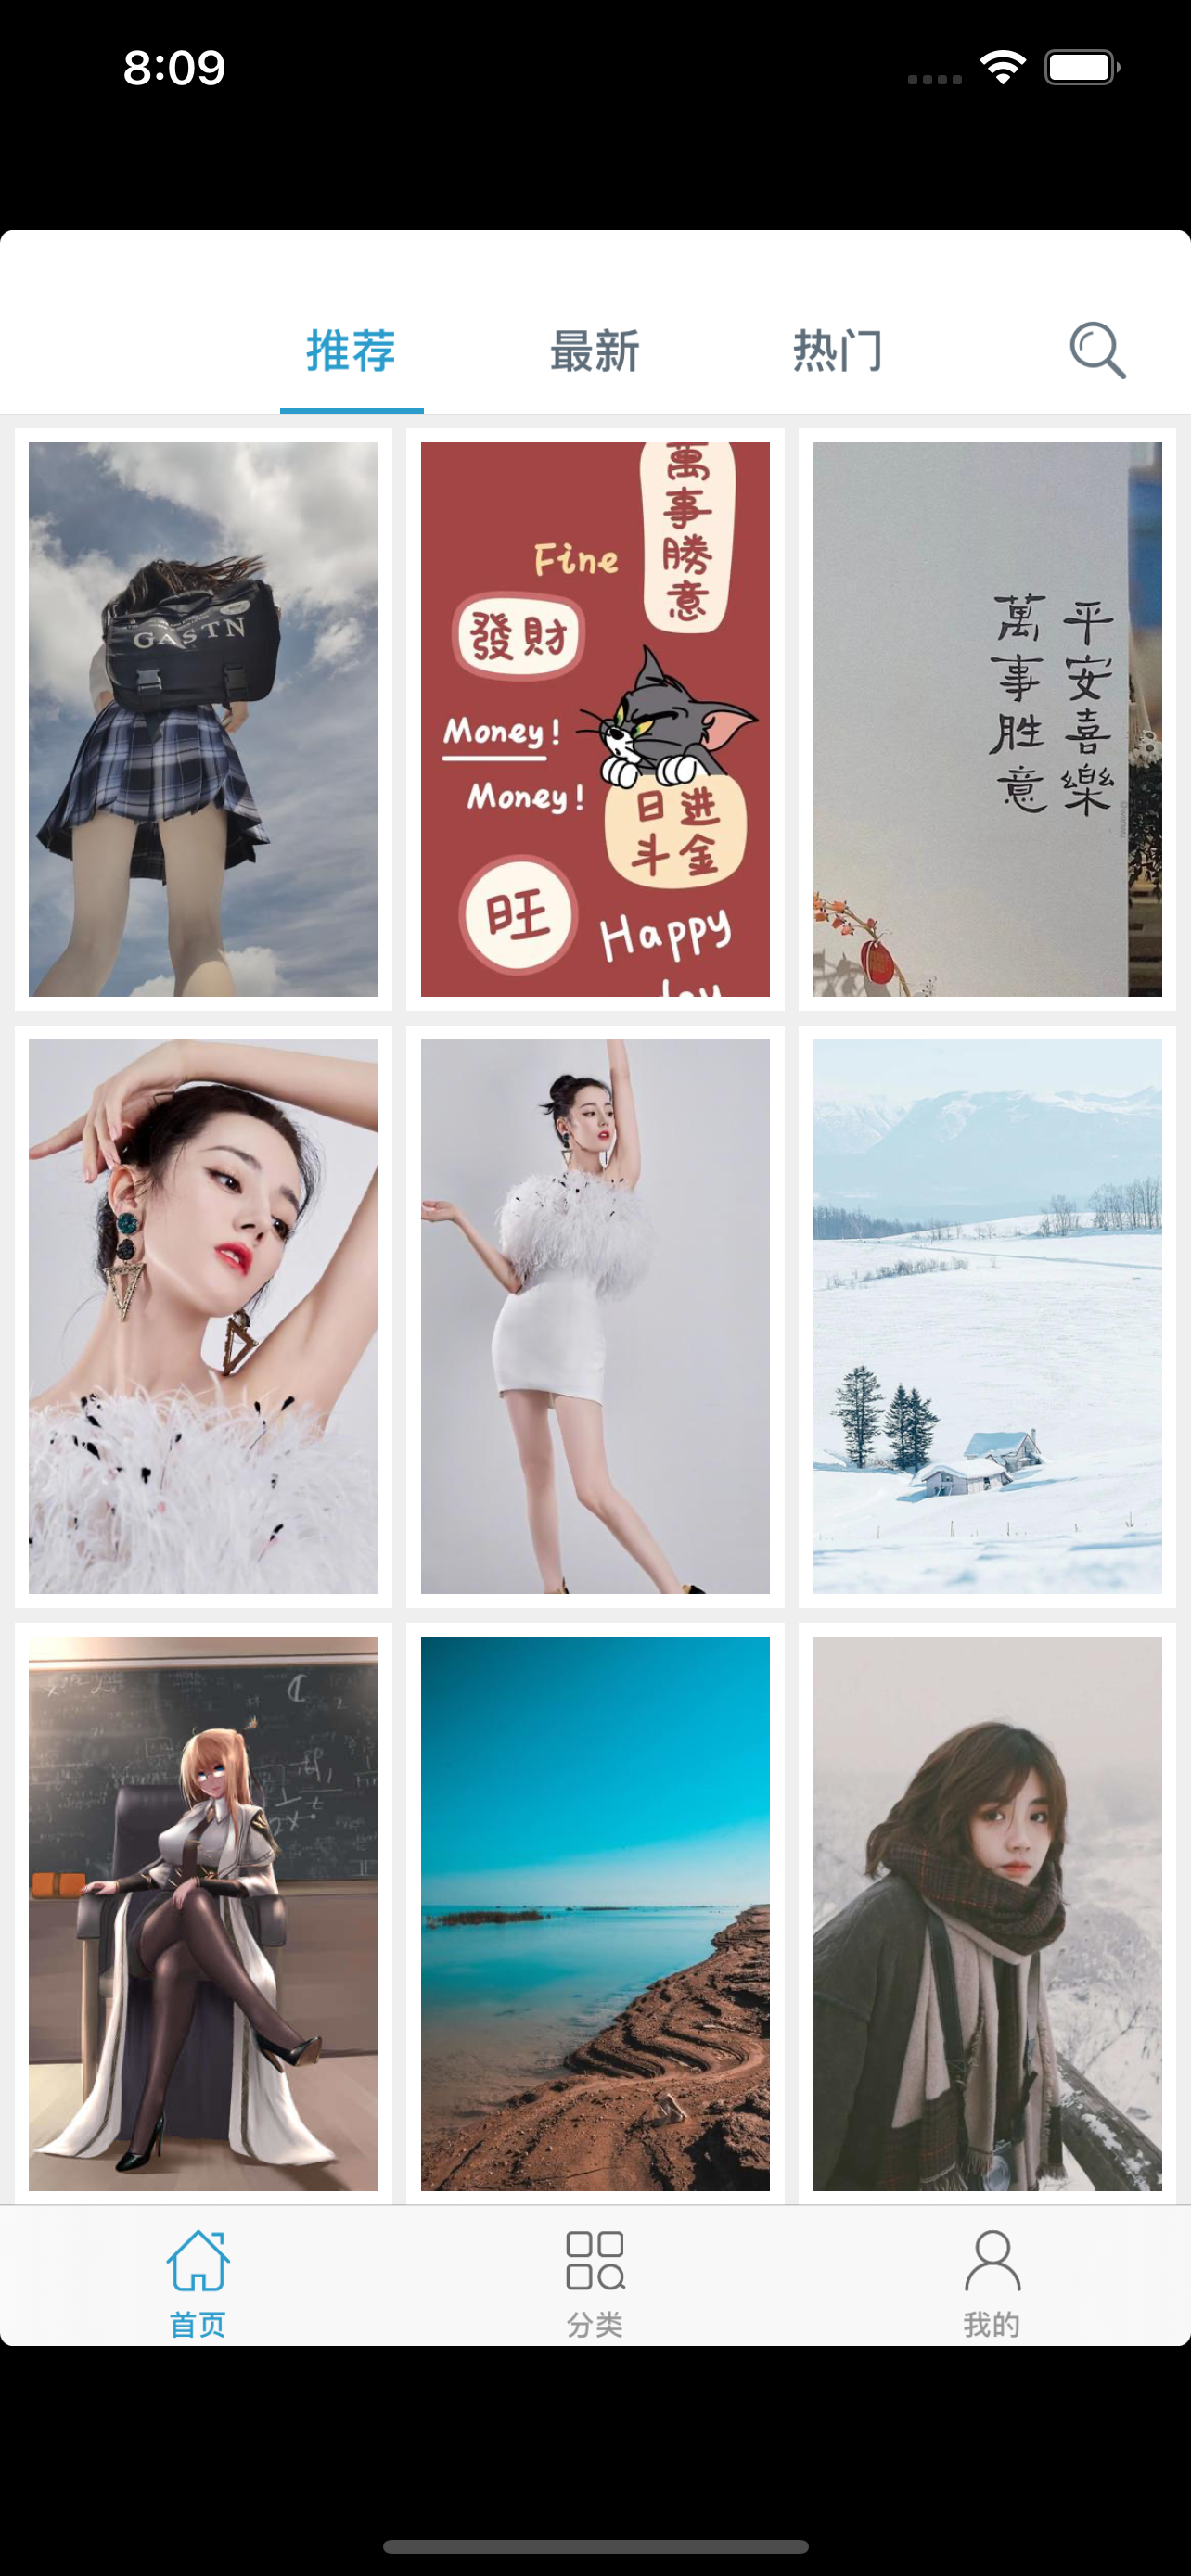 8:09
推荐
最新
热门
GASTN
萬事勝意
Fine
發財
Money!
Money!
日进
斗金
旺
Happy
平安喜樂
萬事胜意
首页
分类
我的